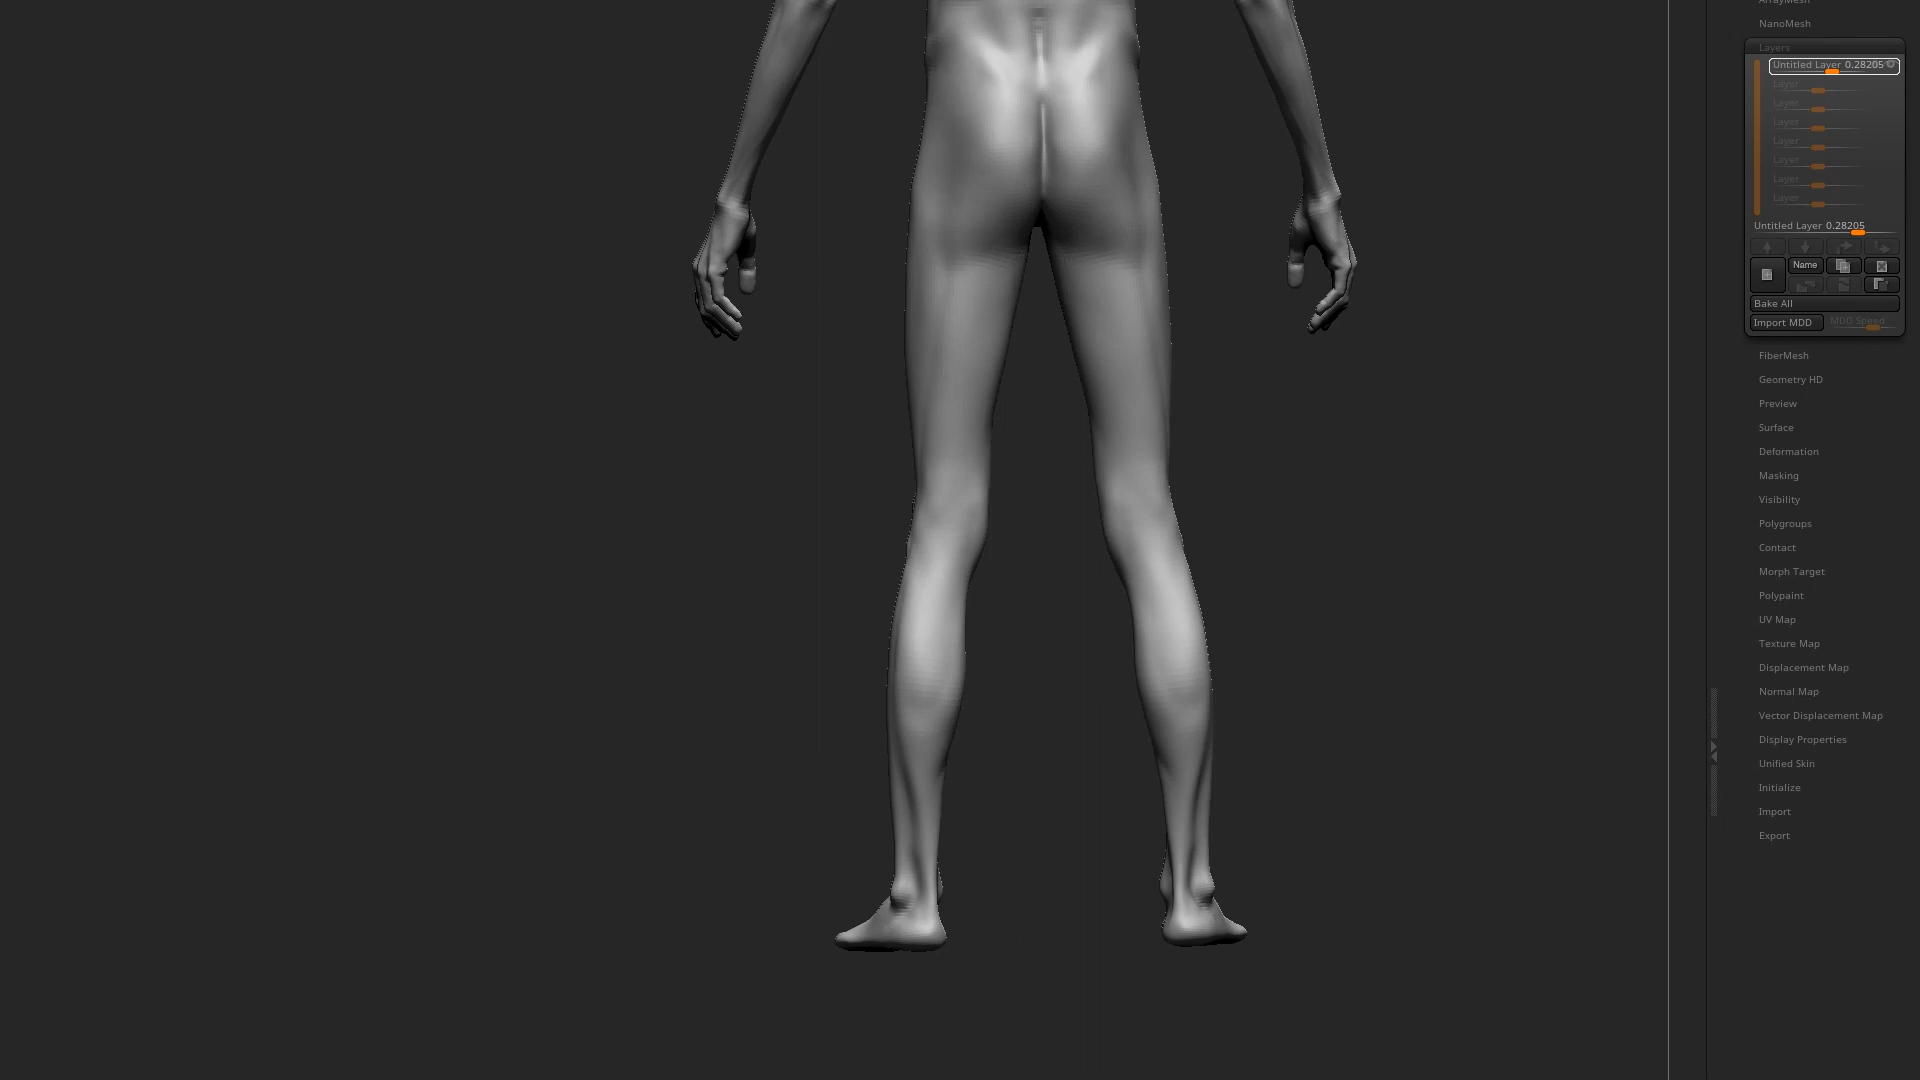 ArrayMesh
NanoMesh
Layers
Untitled Layer 0.28205
Layer
Layer
Layer
Layer
Layer
Layer
Layer
Untitled Layer 0.28205
Name
Bake All
Import MDD MDD Speed
FiberMesh
Geometry HD
Preview
Surface
Deformation
Masking
Visibility
Polygroups
Contact
Morph Target
Polypaint
UV Map
Texture Map
Displacement Map
Normal Map
Vector Displacement Map
Display Properties
Unified Skin
Initialize
Import
Export